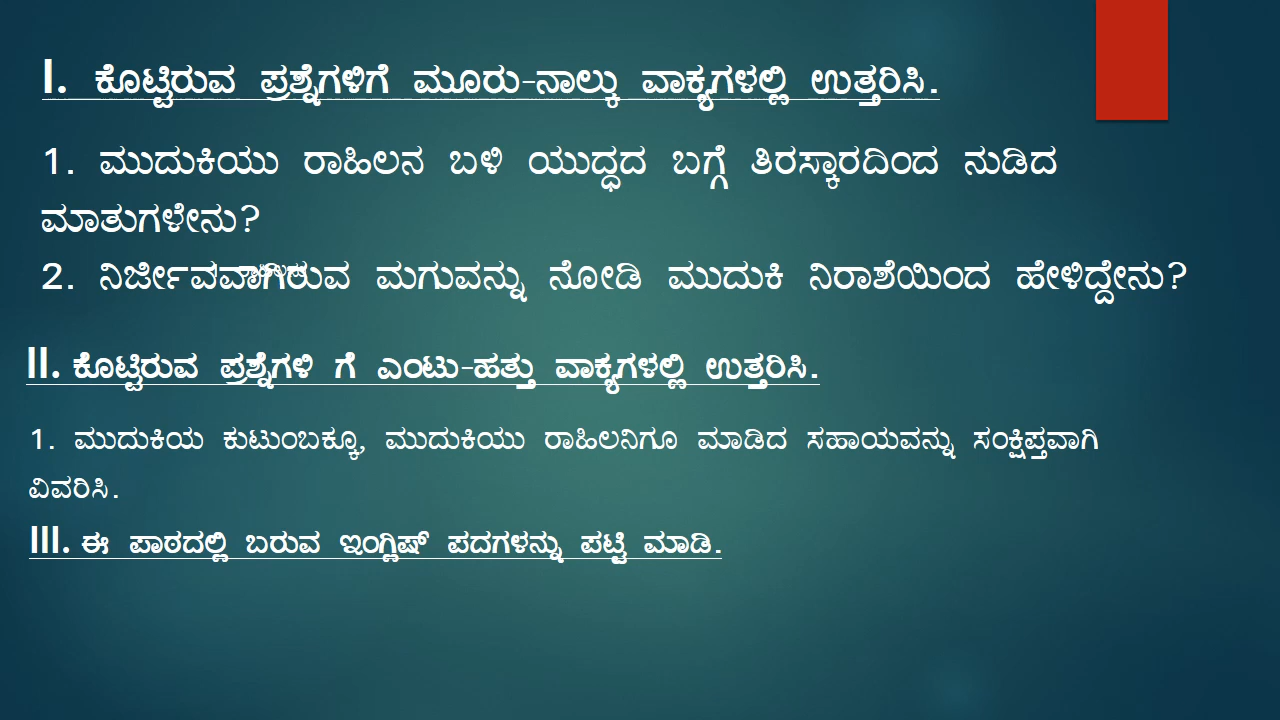 I. ಕೊಟ್ಟಿರುವ ಪ್ರಶ್ನೆಗಳಿಗೆ ಮೂರು-ನಾಲ್ಕು ವಾಕ್ಯಗಳಲ್ಲಿ ಉತ್ತರಿಸಿ.
1. ಮುದುಕಿಯು ರಾಹಿಲನ ಬಳಿ ಯುದ್ಧದ ಬಗ್ಗೆ ತಿರಸ್ಕಾರದಿಂದ ನುಡಿದ
ಮಾತುಗಳೇನು?
2. ನಿರ್ಜೀವವಾಗಿರುವ ಮಗುವನ್ನು ನೋಡಿ ಮುದುಕಿ ನಿರಾಶೆಯಿಂದ ಹೇಳಿದ್ದೇನು?
II. ಕೊಟ್ಟಿರುವ ಪ್ರಶ್ನೆಗಳಿ ಗೆ ಎಂಟು-ಹತ್ತು ವಾಕ್ಯಗಳಲ್ಲಿ ಉತ್ತರಿಸಿ.
1. ಮುದುಕಿಯ ಕುಟುಂಬಕ್ಕೂ, ಮುದುಕಿಯು ರಾಹಿಲನಿಗೂ ಮಾಡಿದ ಸಹಾಯವನ್ನು ಸಂಕ್ಷಿಪ್ತವಾಗಿ
ವಿವರಿಸಿ.
III. ಈ ಪಾಠದಲ್ಲಿ ಬರುವ ಇಂಗ್ಲಿಷ್ ಪದಗಳನ್ನು ಪಟ್ಟಿ ಮಾಡಿ.